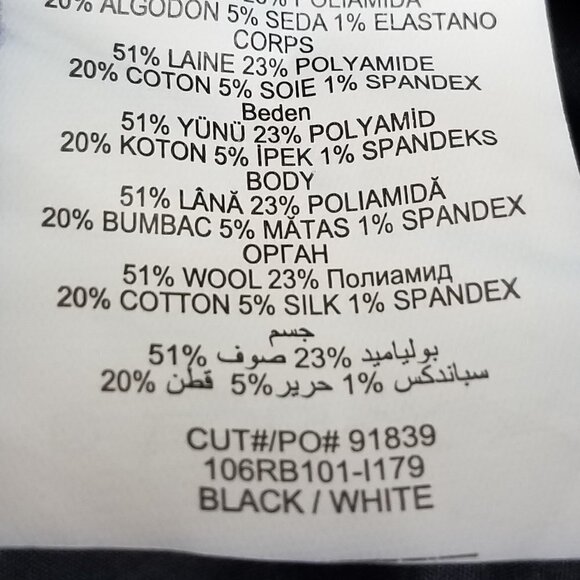 20% POLIAMIDA
20% ALGODÓN 5% SEDA 1% ELASTANO
CORPS
51% LAINE 23% POLYAMIDE
20% COTON 5% SOIE 1% SPANDEX
Beden
51% YÜNÜ 23% POLYAMİD
20% KOTON 5% İPEK 1% SPANDEKS
BODY
51% LÂNĂ 23% POLIAMIDĂ
20% BUMBAC 5% MĂTAS 1% SPANDEX
ОРГАН
51% WOOL 23% Полиамид
20% COTTON 5% SILK 1% SPANDEX
جسم
بولياميد 23% صوف 51%
سباندكس 1% حرير 5% قطن 20%
CUT#/PO# 91839
106RB101-I179
BLACK / WHITE